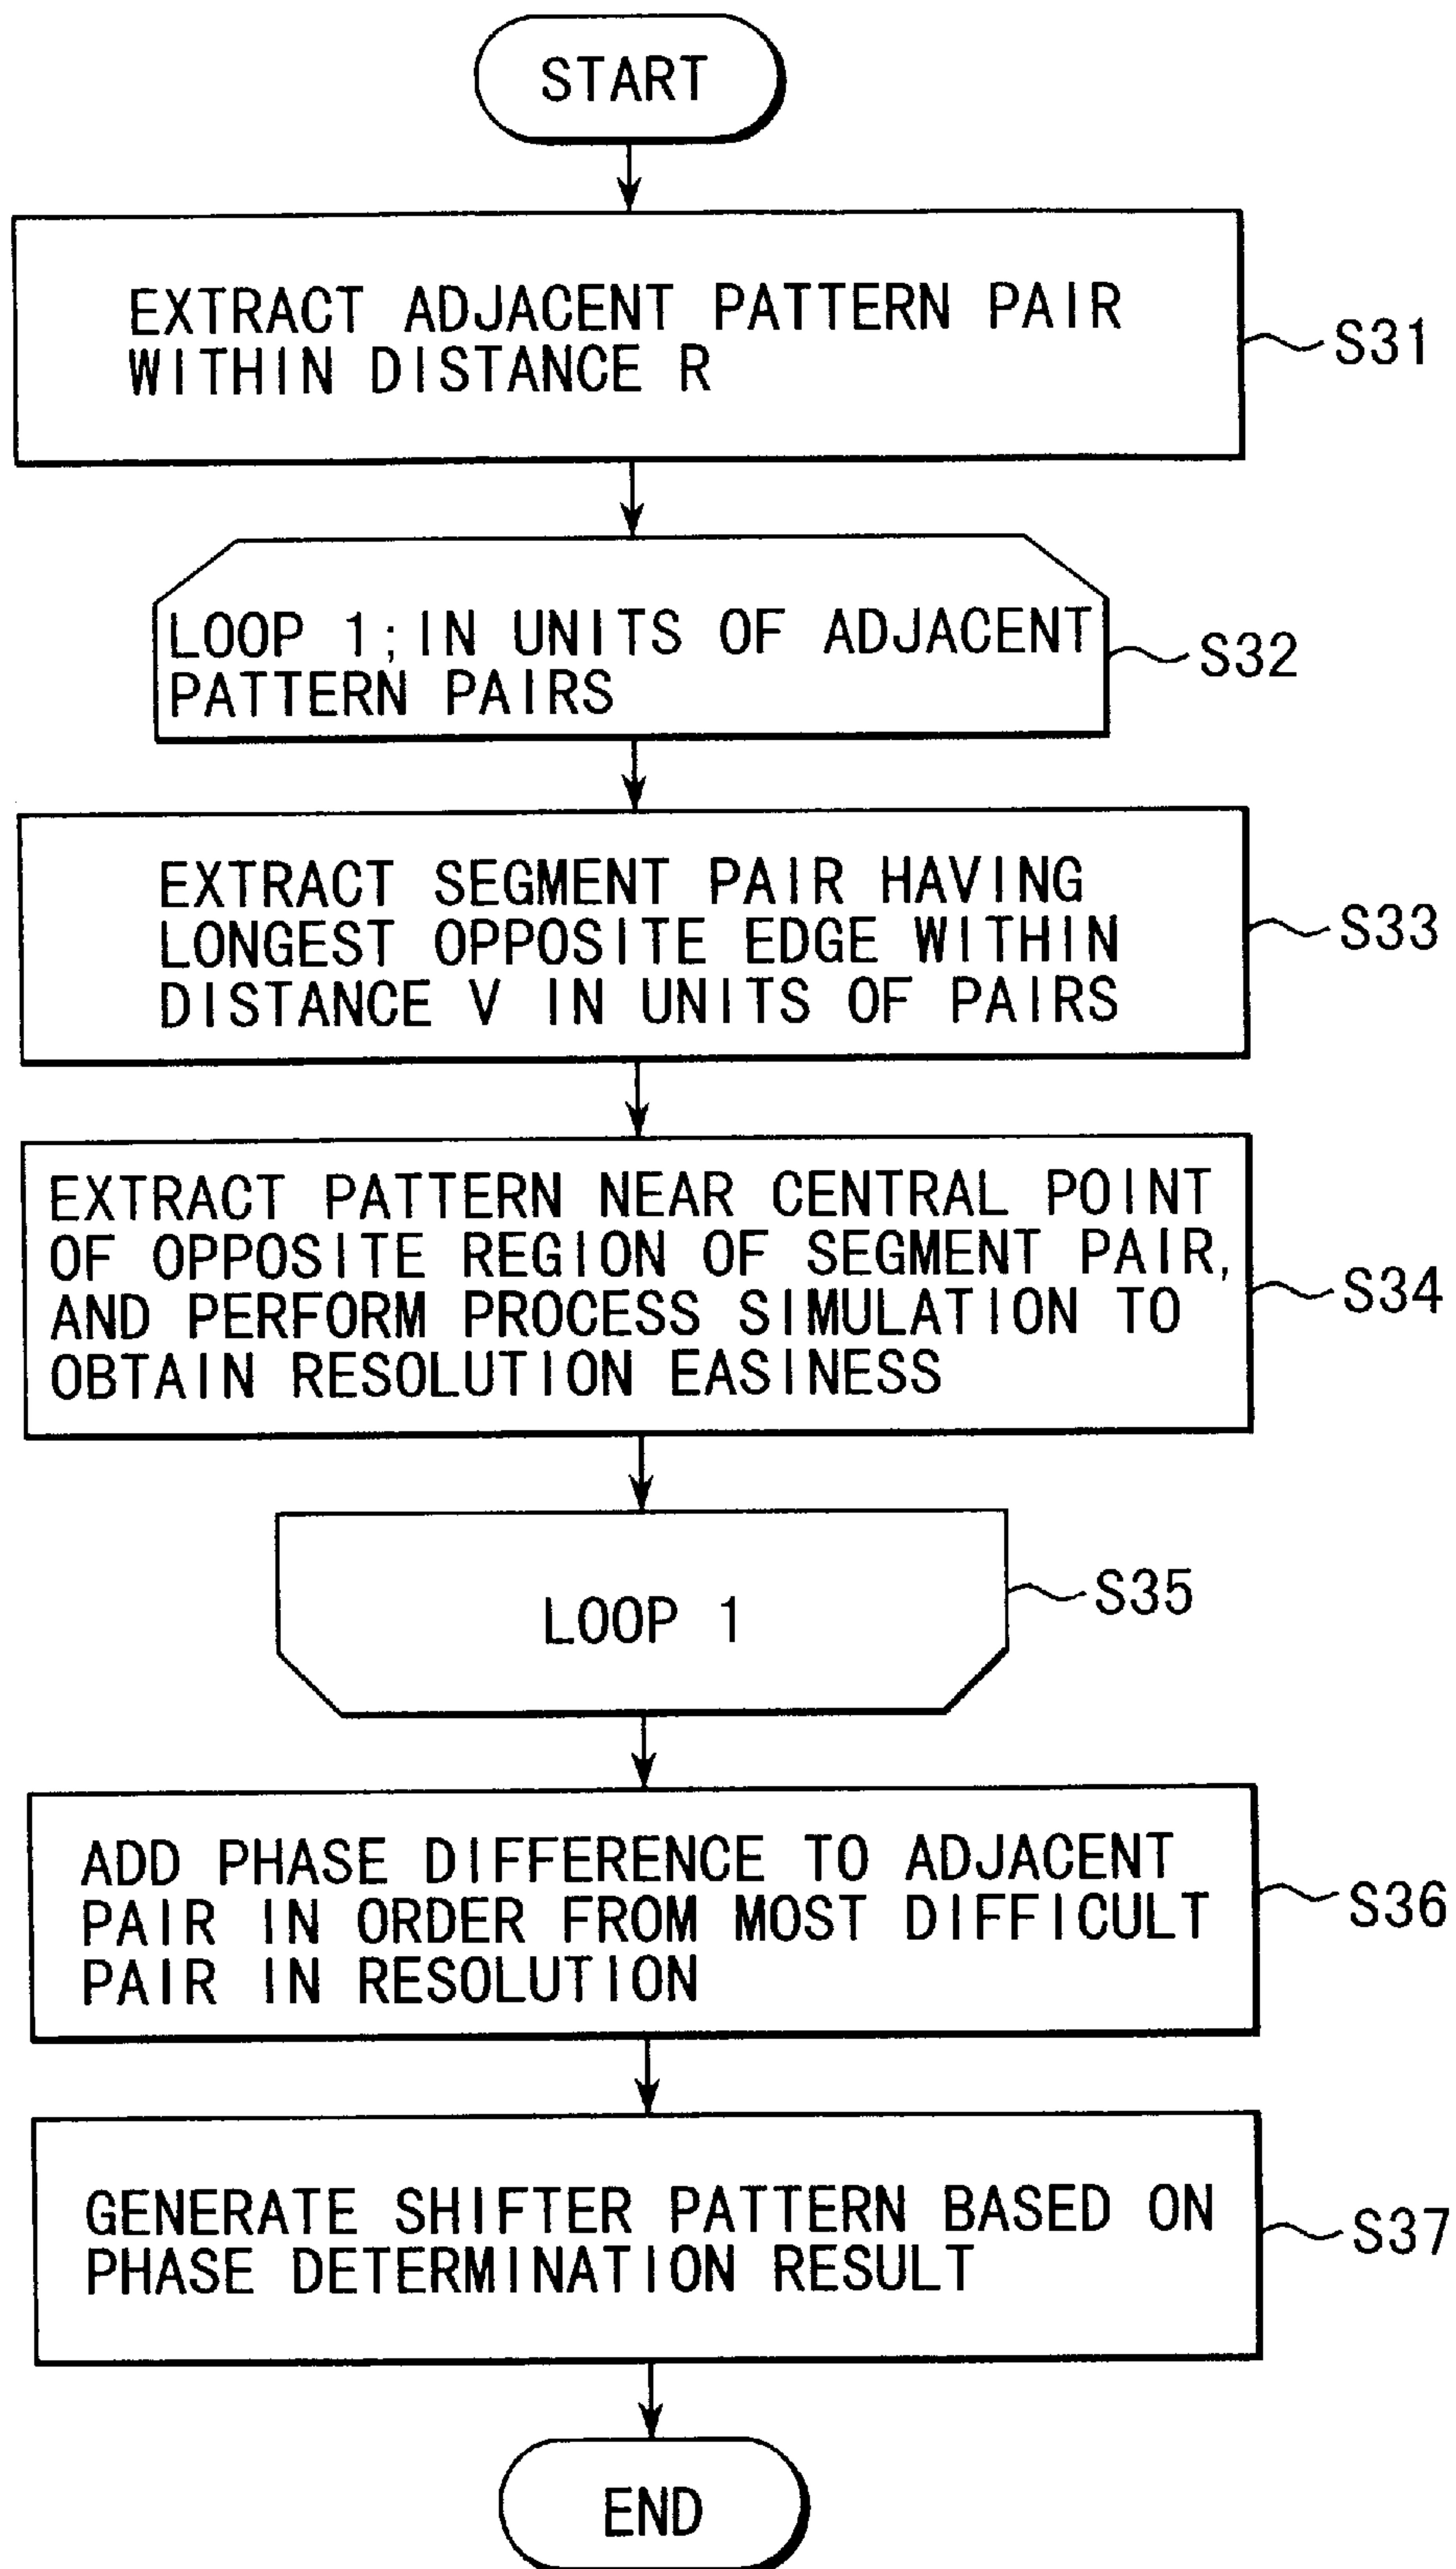 START
EXTRACT ADJACENT PATTERN PAIR
WITHIN DISTANCE R
S31
LOOP 1;IN UNITS OF ADJACENT
PATTERN PAIRS
S32
EXTRACT SEGMENT PAIR HAVING
LONGEST OPPOSITE EDGE WITHIN
DISTANCE V IN UNITS OF PAIRS
S33
EXTRACT PATTERN NEAR CENTRAL POINT
OF OPPOSITE REGION OF SEGMENT PAIR,
AND PERFORM PROCESS SIMULATION TO
OBTAIN RESOLUTION EASINESS
S34
LOOP 1
S35
ADD PHASE DIFFERENCE TO ADJACENT
PAIR IN ORDER FROM MOST DIFFICULT
PAIR IN RESOLUTION
S36
GENERATE SHIFTER PATTERN BASED ON
PHASE DETERMINATION RESULT
S37
END